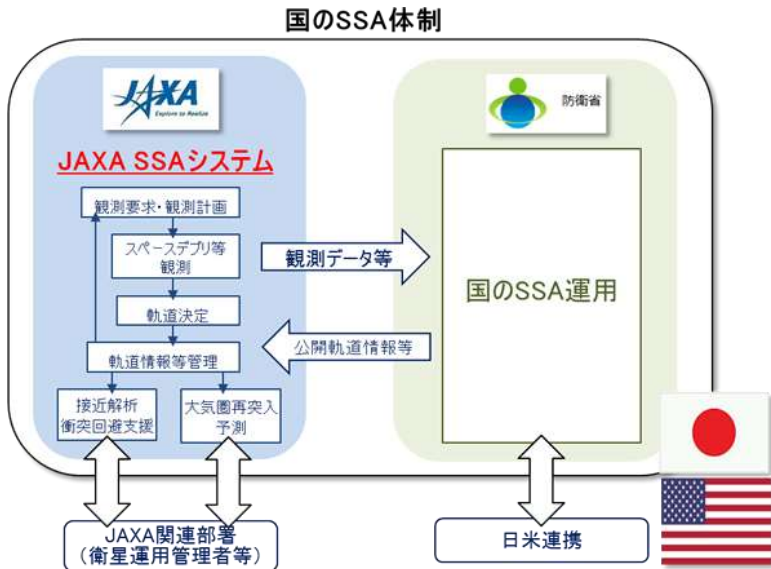 国のSSA体制
JAXA
Explore to Realize
防衛省
JAXA SSAシステム
観測要求・観測計画
スペースデブリ等
観測
軌道決定
軌道情報等管理
接近解析
衝突回避支援
大気圏再突入
予測
観測データ等
公開軌道情報等
国のSSA運用
JAXA関連部署
（衛星運用管理者等）
日米連携